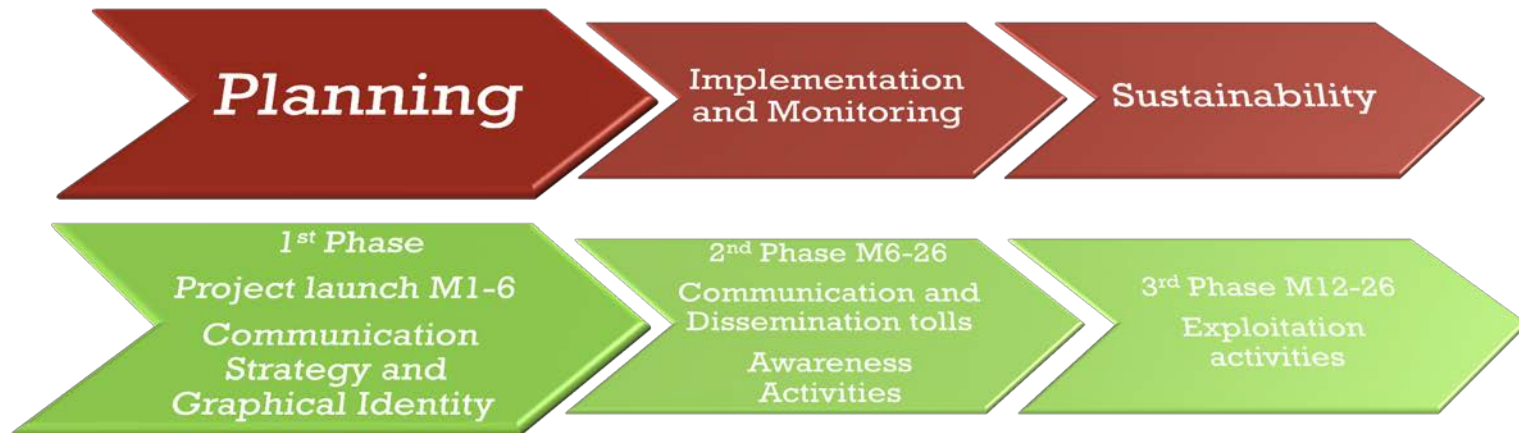 Planning
Implementation
and Monitoring
Sustainability
1st Phase
Project launch M1-6
Communication
Strategy and
Graphical Identity
2nd Phase M6-26
Communication and
Dissemination tolls
Awareness
Activities
3rd Phase M12-26
Exploitation
activities